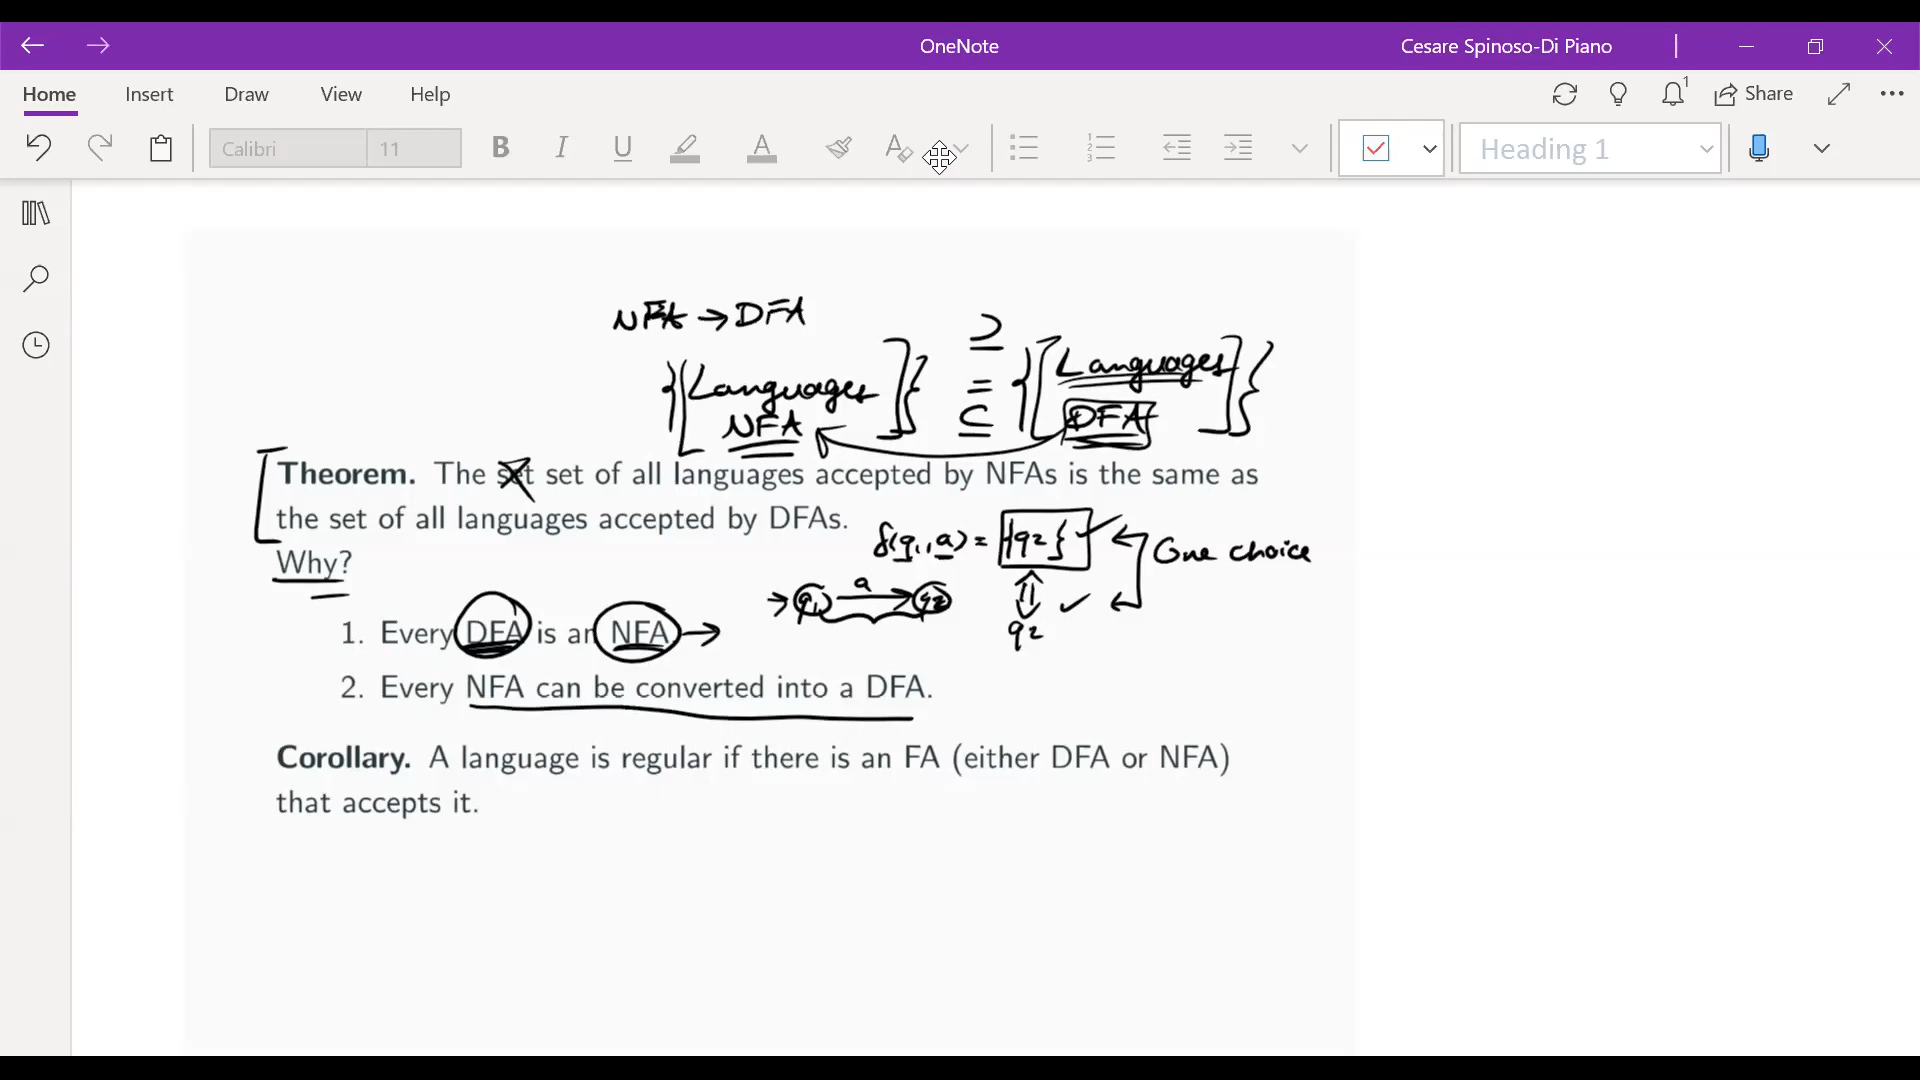 OneNote
Cesare Spinoso-Di Piano
Home Insert Draw View Help
1
Share
Calibri 11 B I U A A
Heading 1
NFA → DFA
⊇
{[Languages]} = {[Languages]}
NFA ⊆ DFA
Theorem. The set set of all languages accepted by NFAs is the same as
the set of all languages accepted by DFAs.
δ(q1, a) = {q2} ✓ One choice
Why?
→ q1 a → q2
✓
q2
1. Every DFA is an NFA →
2. Every NFA can be converted into a DFA.
Corollary. A language is regular if there is an FA (either DFA or NFA)
that accepts it.